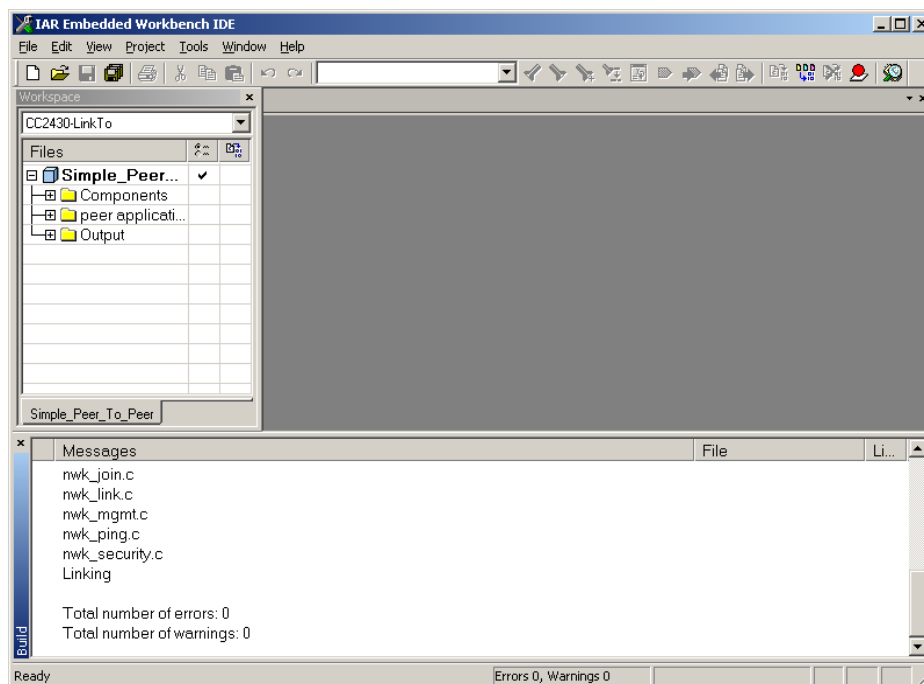 IAR Embedded Workbench IDE
File Edit View Project Tools Window Help
Workspace
CC2430-LinkTo
Files
Simple_Peer...
Components
peer applicati...
Output
Simple_Peer_To_Peer
Messages File Li...
nwk_join.c
nwk_link.c
nwk_mgmt.c
nwk_ping.c
nwk_security.c
Linking
Total number of errors: 0
Total number of warnings: 0
Build
Ready Errors 0, Warnings 0